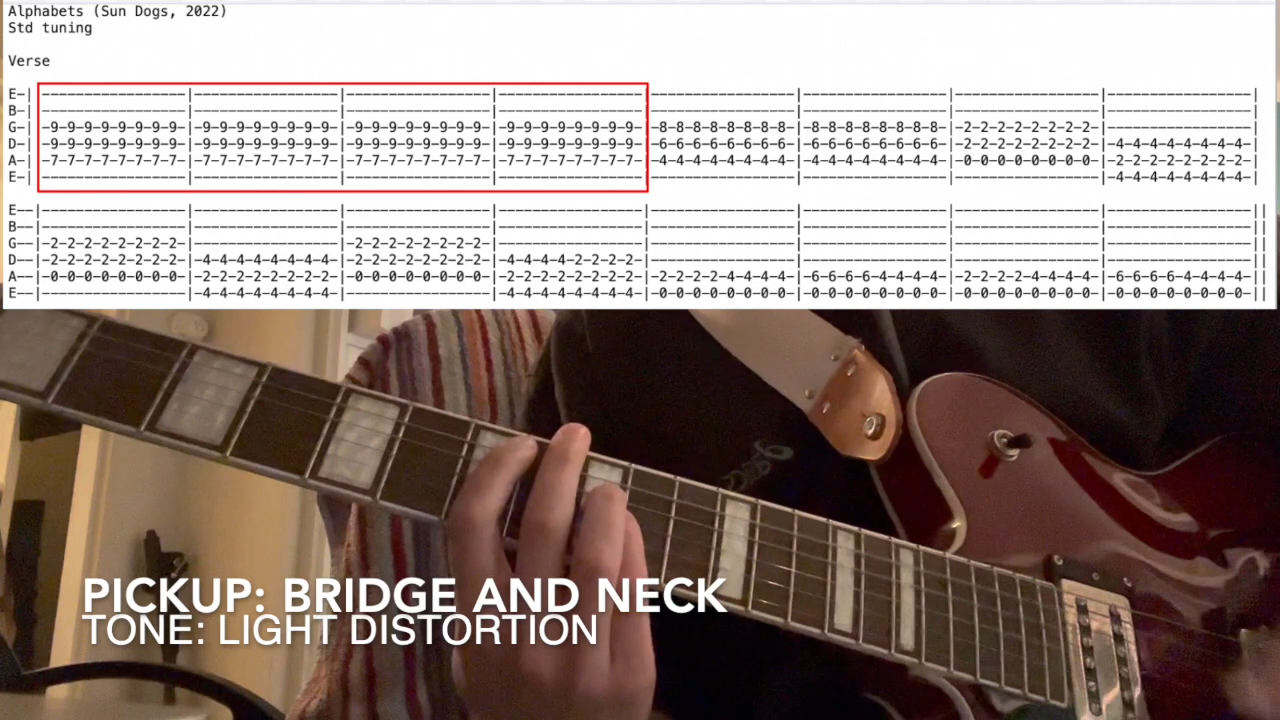 Alphabets (Sun Dogs, 2022)
Std tuning
Verse
E-| -----------------|-----------------|-----------------|-----------------|-----------------|-----------------|-----------------|-----------------|
B-| -----------------|-----------------|-----------------|-----------------|-----------------|-----------------|-----------------|-----------------|
G-| -9-9-9-9-9-9-9-9-|-9-9-9-9-9-9-9-9-|-9-9-9-9-9-9-9-9-|-9-9-9-9-9-9-9-9-|-8-8-8-8-8-8-8-8-|-8-8-8-8-8-8-8-8-|-2-2-2-2-2-2-2-2-|-----------------|
D-| -9-9-9-9-9-9-9-9-|-9-9-9-9-9-9-9-9-|-9-9-9-9-9-9-9-9-|-9-9-9-9-9-9-9-9-|-6-6-6-6-6-6-6-6-|-6-6-6-6-6-6-6-6-|-2-2-2-2-2-2-2-2-|-4-4-4-4-4-4-4-4-|
A-| -7-7-7-7-7-7-7-7-|-7-7-7-7-7-7-7-7-|-7-7-7-7-7-7-7-7-|-7-7-7-7-7-7-7-7-|-4-4-4-4-4-4-4-4-|-4-4-4-4-4-4-4-4-|-0-0-0-0-0-0-0-0-|-2-2-2-2-2-2-2-2-|
E-| -----------------|-----------------|-----------------|-----------------|-----------------|-----------------|-----------------|-4-4-4-4-4-4-4-4-|
E--|-----------------|-----------------|-----------------|-----------------|-----------------|-----------------|-----------------|-----------------||
B--|-----------------|-----------------|-----------------|-----------------|-----------------|-----------------|-----------------|-----------------||
G--|-2-2-2-2-2-2-2-2-|-----------------|-2-2-2-2-2-2-2-2-|-----------------|-----------------|-----------------|-----------------|-----------------||
D--|-2-2-2-2-2-2-2-2-|-4-4-4-4-4-4-4-4-|-2-2-2-2-2-2-2-2-|-4-4-4-4-2-2-2-2-|-----------------|-----------------|-----------------|-----------------||
A--|-0-0-0-0-0-0-0-0-|-2-2-2-2-2-2-2-2-|-0-0-0-0-0-0-0-0-|-2-2-2-2-2-2-2-2-|-2-2-2-2-4-4-4-4-|-6-6-6-6-4-4-4-4-|-2-2-2-2-4-4-4-4-|-6-6-6-6-4-4-4-4-||
E--|-----------------|-4-4-4-4-4-4-4-4-|-----------------|-4-4-4-4-4-4-4-4-|-0-0-0-0-0-0-0-0-|-0-0-0-0-0-0-0-0-|-0-0-0-0-0-0-0-0-|-0-0-0-0-0-0-0-0-||
PICKUP: BRIDGE AND NECK
TONE: LIGHT DISTORTION